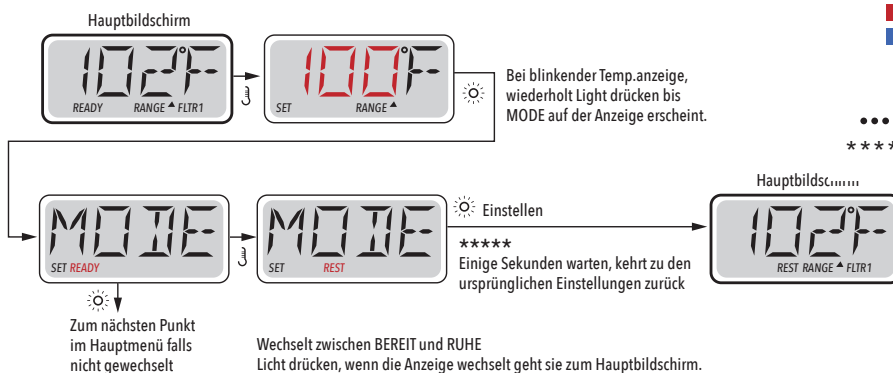 Hauptbildschirm
102°F
READY RANGE FLTR1
100°F
SET RANGE
Bei blinkender Temp.anzeige,
wiederholt Light drücken bis
MODE auf der Anzeige erscheint.
****
MODE
SET READY
MODE
SET REST
Einstellen
*****
Einige Sekunden warten, kehrt zu den
ursprünglichen Einstellungen zurück
Hauptbildschirm
102°F
REST RANGE FLTR1
Zum nächsten Punkt
im Hauptmenü falls
nicht gewechselt
Wechselt zwischen BEREIT und RUHE
Licht drücken, wenn die Anzeige wechselt geht sie zum Hauptbildschirm.